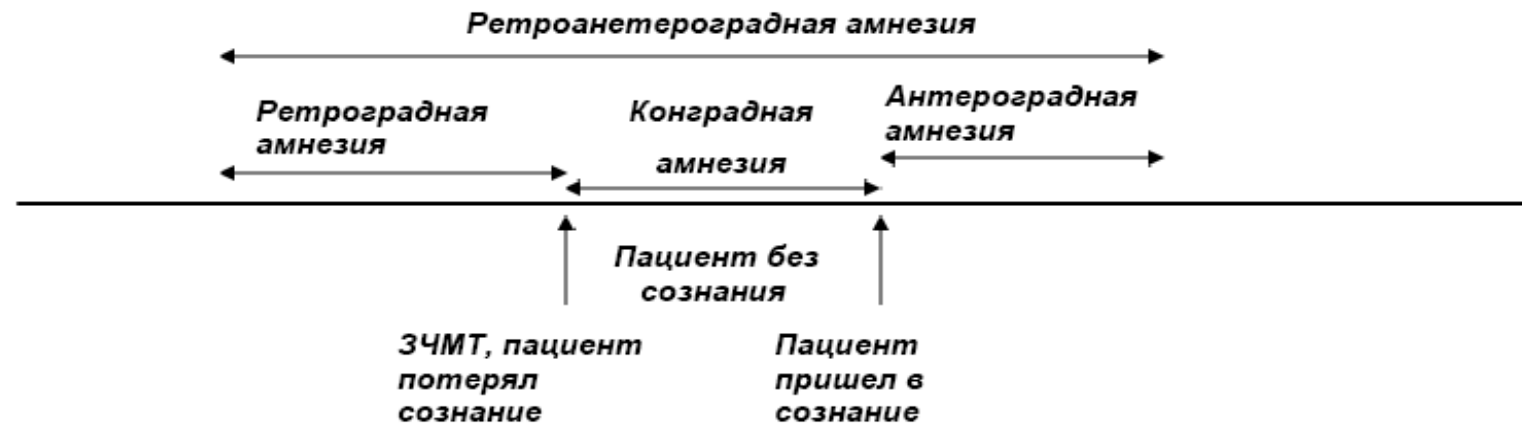 Ретроанетероградная амнезия
Ретроградная
амнезия
Конградная
амнезия
Антероградная
амнезия
Пациент без
сознания
ЗЧМТ, пациент
потерял
сознание
Пациент
пришел в
сознание